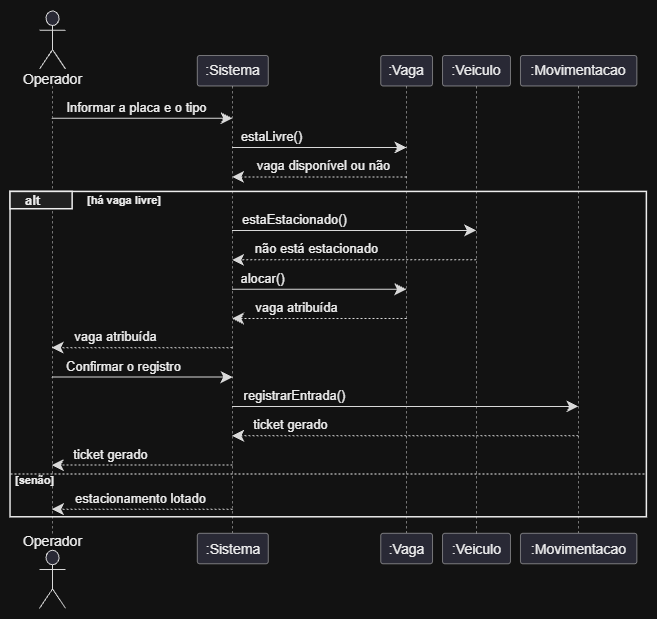 Operador
:Sistema
:Vaga
:Veiculo
:Movimentacao
Informar a placa e o tipo
estaLivre()
vaga disponível ou não
alt
[há vaga livre]
estaEstacionado()
não está estacionado
alocar()
vaga atribuída
vaga atribuída
Confirmar o registro
registrarEntrada()
ticket gerado
ticket gerado
[senão]
estacionamento lotado
Operador
:Sistema
:Vaga
:Veiculo
:Movimentacao